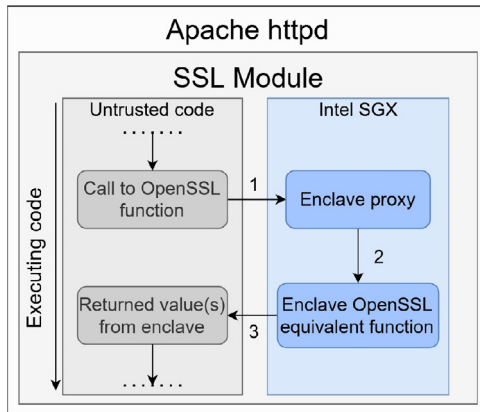 Apache httpd
SSL Module
Untrusted code
Intel SGX
.......
Call to OpenSSL
function
1
Enclave proxy
2
Executing code
Returned value(s)
from enclave
3
Enclave OpenSSL
equivalent function
.......